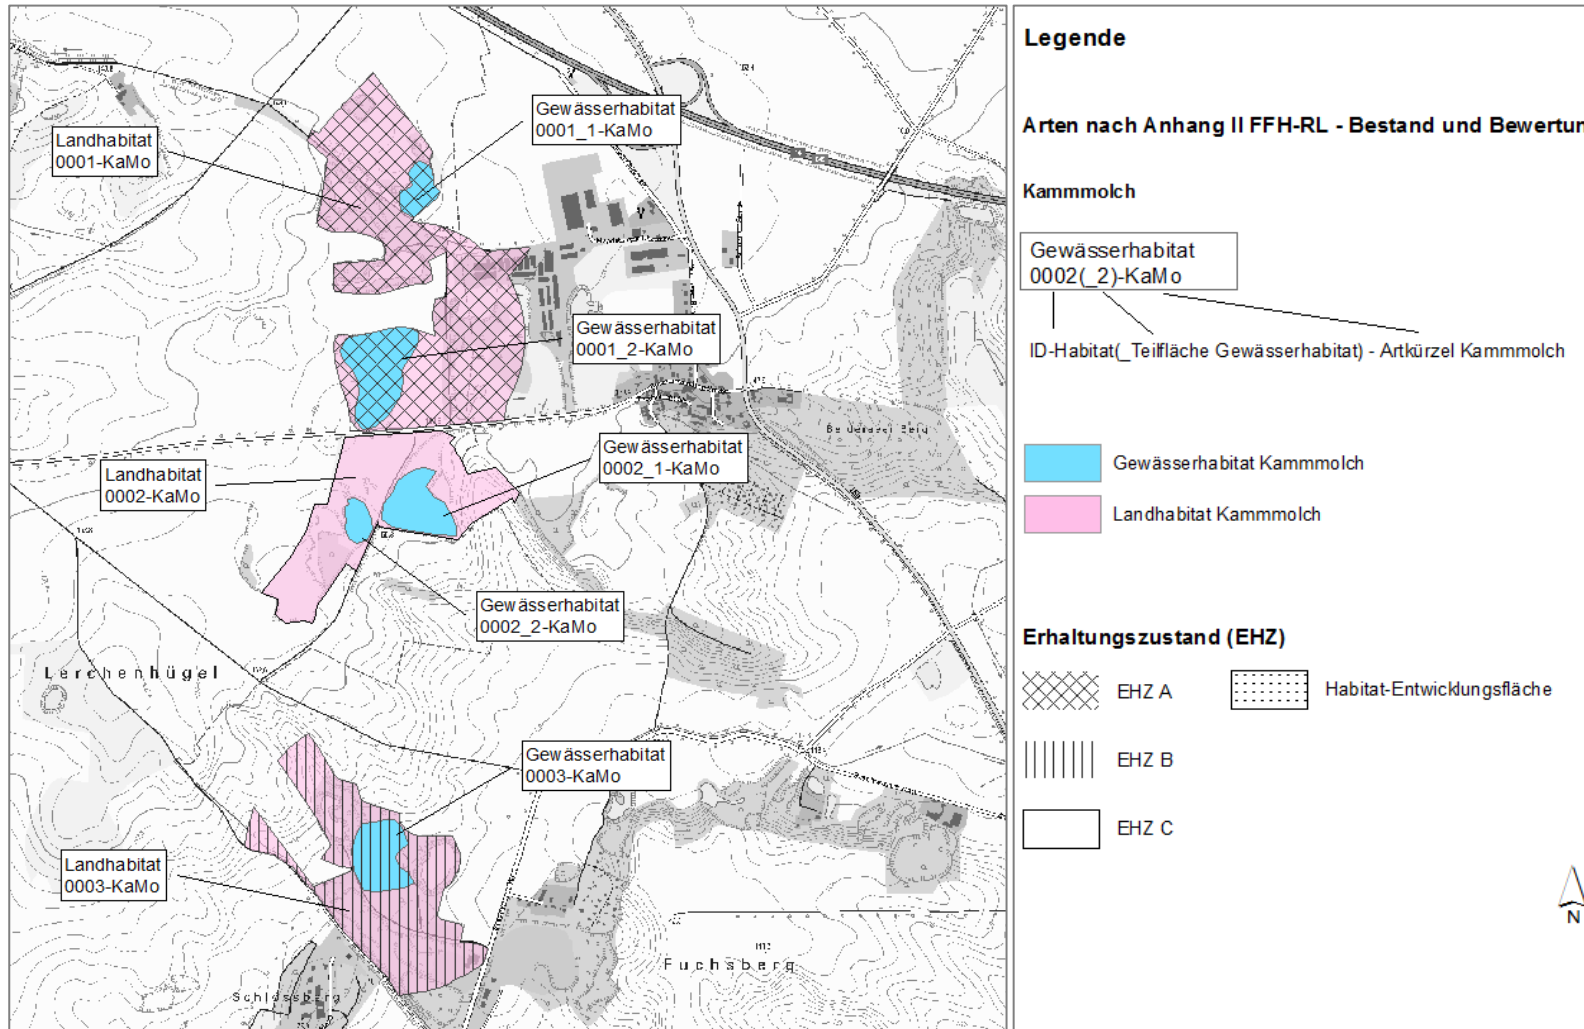 Landhabitat
0001-KaMo
Gewässerhabitat
0001_1-KaMo
Gewässerhabitat
0001_2-KaMo
Gewässerhabitat
0002_1-KaMo
Landhabitat
0002-KaMo
Gewässerhabitat
0002_2-KaMo
Lerchenhügel
Gewässerhabitat
0003-KaMo
Landhabitat
0003-KaMo
Fuchsberg
Schlossberg
Legende
Arten nach Anhang II FFH-RL - Bestand und Bewertun
Kammmolch
Gewässerhabitat
0002(_2)-KaMo
ID-Habitat(_Teilfläche Gewässerhabitat) - Artkürzel Kammmolch
Gewässerhabitat Kammmolch
Landhabitat Kammmolch
Erhaltungszustand (EHZ)
EHZ A
Habitat-Entwicklungsfläche
EHZ B
EHZ C
N